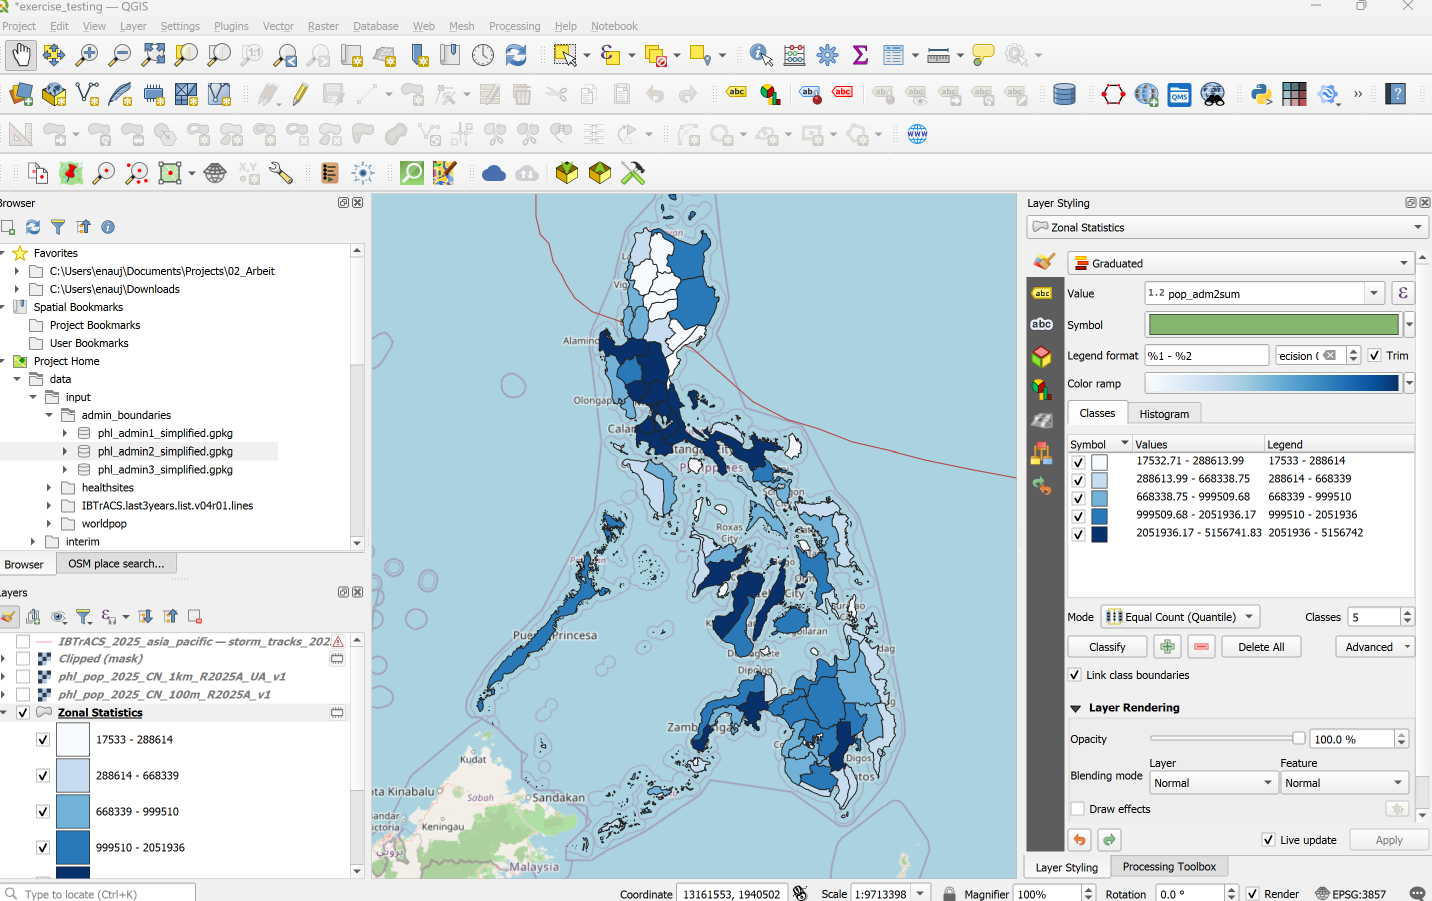 *exercise_testing — QGIS
Project Edit View Layer Settings Plugins Vector Raster Database Web Mesh Processing Help Notebook
Browser
Favorites
C:\Users\enauj\Documents\Projects\02_Arbeit
C:\Users\enauj\Downloads
Spatial Bookmarks
Project Bookmarks
User Bookmarks
Project Home
data
input
admin_boundaries
phl_admin1_simplified.gpkg
phl_admin2_simplified.gpkg
phl_admin3_simplified.gpkg
healthsites
IBTrACS.last3years.list.v04r01.lines
worldpop
interim
Browser OSM place search...
Layers
IBTrACS_2025_asia_pacific — storm_tracks_202
Clipped (mask)
phl_pop_2025_CN_1km_R2025A_UA_v1
phl_pop_2025_CN_100m_R2025A_v1
Zonal Statistics
17533 - 288614
288614 - 668339
668339 - 999510
999510 - 2051936
Alamino
Olongap
Calan
tangas
Philippines
Roxas
City
Puerto Princesa
Dipolog
Zamboanga
Digos
Kudat
ota Kinabalu
Sabah
Sandakan
Keningau
Malaysia
Layer Styling
Zonal Statistics
Graduated
Value 1.2 pop_adm2sum
Symbol
Legend format %1 - %2 ecision Trim
Color ramp
Classes Histogram
Symbol Values Legend
17532.71 - 288613.99 17533 - 288614
288613.99 - 668338.75 288614 - 668339
668338.75 - 999509.68 668339 - 999510
999509.68 - 2051936.17 999510 - 2051936
2051936.17 - 5156741.83 2051936 - 5156742
Mode Equal Count (Quantile) Classes 5
Classify Delete All Advanced
Link class boundaries
Layer Rendering
Opacity 100.0 %
Layer Feature
Blending mode Normal Normal
Draw effects
Live update Apply
Layer Styling Processing Toolbox
Type to locate (Ctrl+K) Coordinate 13161553, 1940502 Scale 1:9713398 Magnifier 100% Rotation 0.0 ° Render EPSG:3857